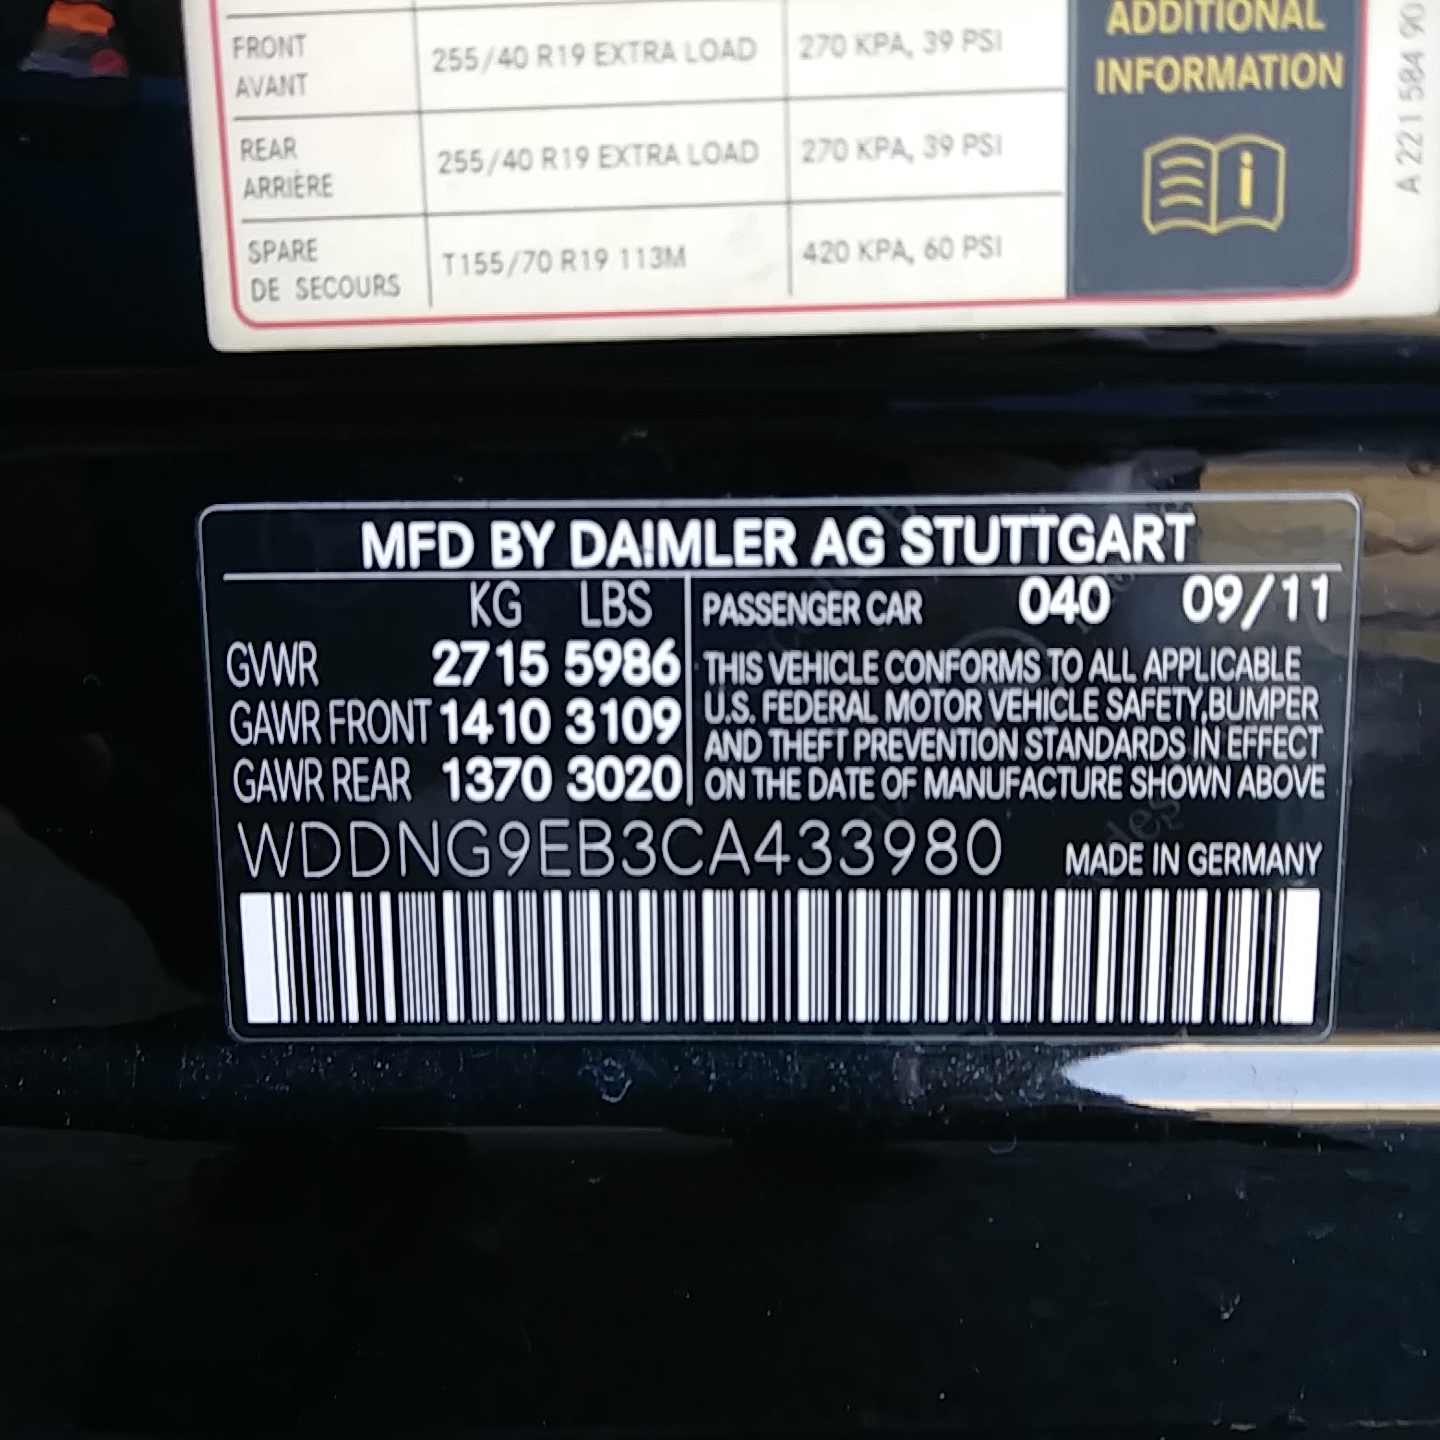 FRONT
AVANT
255/40 R19 EXTRA LOAD
270 KPA, 39 PSI
REAR
ARRIÈRE
255/40 R19 EXTRA LOAD
270 KPA, 39 PSI
SPARE
DE SECOURS
T155/70 R19 113M
420 KPA, 60 PSI
ADDITIONAL
INFORMATION
A 221 584 90
MFD BY DAIMLER AG STUTTGART
KG LBS
GVWR 2715 5986
GAWR FRONT 1410 3109
GAWR REAR 1370 3020
PASSENGER CAR 040 09/11
THIS VEHICLE CONFORMS TO ALL APPLICABLE
U.S. FEDERAL MOTOR VEHICLE SAFETY,BUMPER
AND THEFT PREVENTION STANDARDS IN EFFECT
ON THE DATE OF MANUFACTURE SHOWN ABOVE
WDDNG9EB3CA433980
MADE IN GERMANY